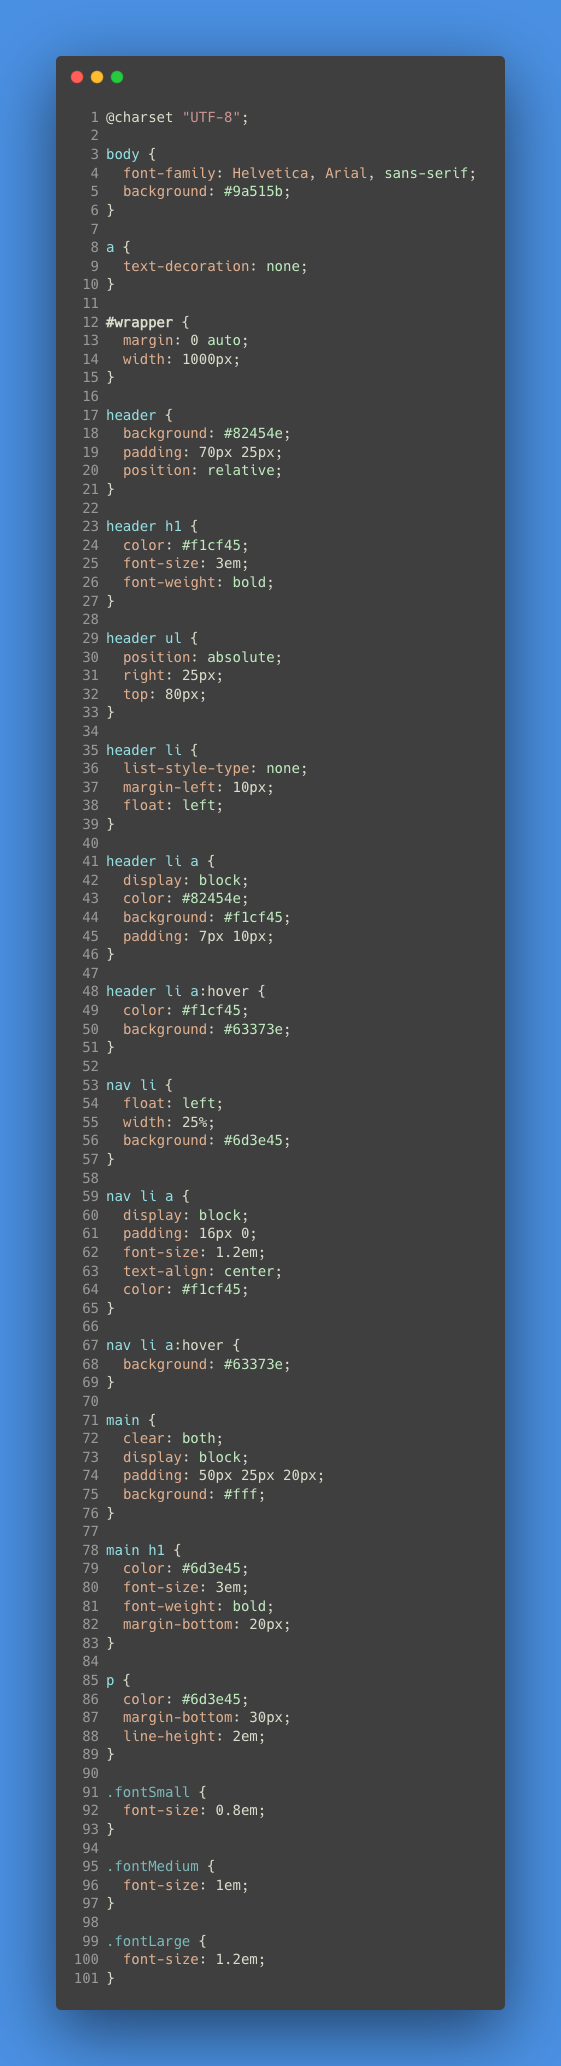 1 @charset "UTF-8";
2
3 body {
4   font-family: Helvetica, Arial, sans-serif;
5   background: #9a515b;
6 }
7
8 a {
9   text-decoration: none;
10 }
11
12 #wrapper {
13   margin: 0 auto;
14   width: 1000px;
15 }
16
17 header {
18   background: #82454e;
19   padding: 70px 25px;
20   position: relative;
21 }
22
23 header h1 {
24   color: #f1cf45;
25   font-size: 3em;
26   font-weight: bold;
27 }
28
29 header ul {
30   position: absolute;
31   right: 25px;
32   top: 80px;
33 }
34
35 header li {
36   list-style-type: none;
37   margin-left: 10px;
38   float: left;
39 }
40
41 header li a {
42   display: block;
43   color: #82454e;
44   background: #f1cf45;
45   padding: 7px 10px;
46 }
47
48 header li a:hover {
49   color: #f1cf45;
50   background: #63373e;
51 }
52
53 nav li {
54   float: left;
55   width: 25%;
56   background: #6d3e45;
57 }
58
59 nav li a {
60   display: block;
61   padding: 16px 0;
62   font-size: 1.2em;
63   text-align: center;
64   color: #f1cf45;
65 }
66
67 nav li a:hover {
68   background: #63373e;
69 }
70
71 main {
72   clear: both;
73   display: block;
74   padding: 50px 25px 20px;
75   background: #fff;
76 }
77
78 main h1 {
79   color: #6d3e45;
80   font-size: 3em;
81   font-weight: bold;
82   margin-bottom: 20px;
83 }
84
85 p {
86   color: #6d3e45;
87   margin-bottom: 30px;
88   line-height: 2em;
89 }
90
91 .fontSmall {
92   font-size: 0.8em;
93 }
94
95 .fontMedium {
96   font-size: 1em;
97 }
98
99 .fontLarge {
100   font-size: 1.2em;
101 }